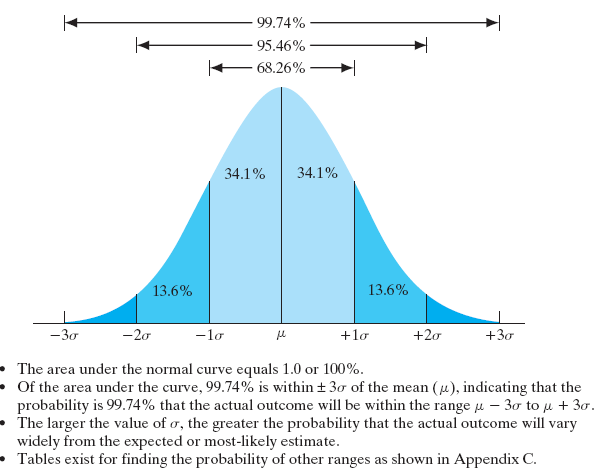 99.74%
95.46%
68.26%
34.1% 34.1%
13.6% 13.6%
−3σ −2σ −1σ μ +1σ +2σ +3σ
• The area under the normal curve equals 1.0 or 100%.
• Of the area under the curve, 99.74% is within ± 3σ of the mean (μ), indicating that the
probability is 99.74% that the actual outcome will be within the range μ − 3σ to μ + 3σ.
• The larger the value of σ, the greater the probability that the actual outcome will vary
widely from the expected or most-likely estimate.
• Tables exist for finding the probability of other ranges as shown in Appendix C.